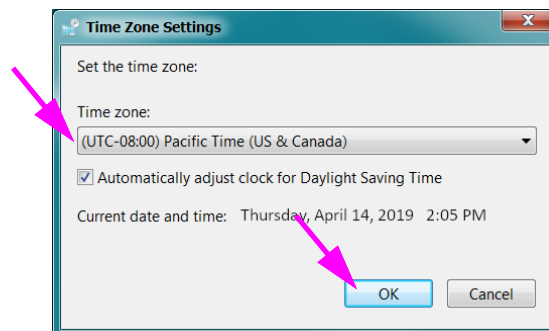 Time Zone Settings
Set the time zone:
Time zone:
(UTC-08:00) Pacific Time (US & Canada)
Automatically adjust clock for Daylight Saving Time
Current date and time: Thursday, April 14, 2019 2:05 PM
OK Cancel